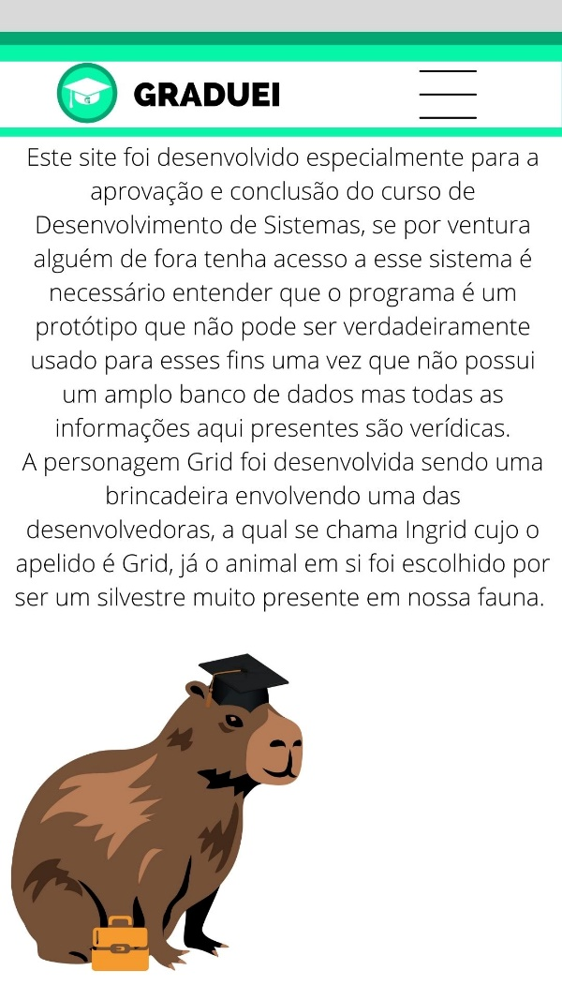 GRADUEI
Este site foi desenvolvido especialmente para a
aprovação e conclusão do curso de
Desenvolvimento de Sistemas, se por ventura
alguém de fora tenha acesso a esse sistema é
necessário entender que o programa é um
protótipo que não pode ser verdadeiramente
usado para esses fins uma vez que não possui
um amplo banco de dados mas todas as
informações aqui presentes são verídicas.
A personagem Grid foi desenvolvida sendo uma
brincadeira envolvendo uma das
desenvolvedoras, a qual se chama Ingrid cujo o
apelido é Grid, já o animal em si foi escolhido por
ser um silvestre muito presente em nossa fauna.